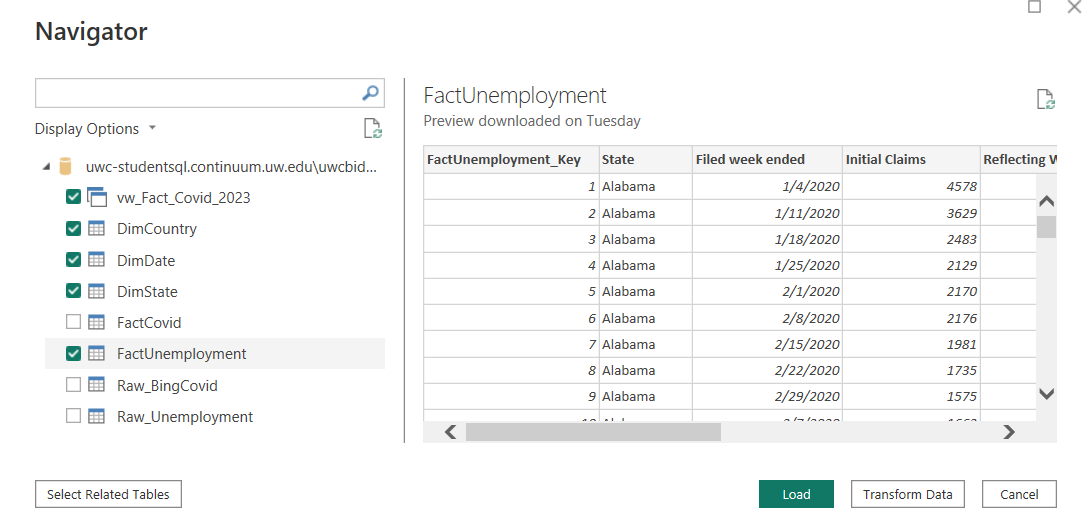 Navigator
Display Options
uwc-studentsql.continuum.uw.edu\uwcbid...
vw_Fact_Covid_2023
DimCountry
DimDate
DimState
FactCovid
FactUnemployment
Raw_BingCovid
Raw_Unemployment
FactUnemployment
Preview downloaded on Tuesday
FactUnemployment_Key State Filed week ended Initial Claims Reflecting W
1 Alabama 1/4/2020 4578
2 Alabama 1/11/2020 3629
3 Alabama 1/18/2020 2483
4 Alabama 1/25/2020 2129
5 Alabama 2/1/2020 2170
6 Alabama 2/8/2020 2176
7 Alabama 2/15/2020 1981
8 Alabama 2/22/2020 1735
9 Alabama 2/29/2020 1575
Select Related Tables
Load
Transform Data
Cancel